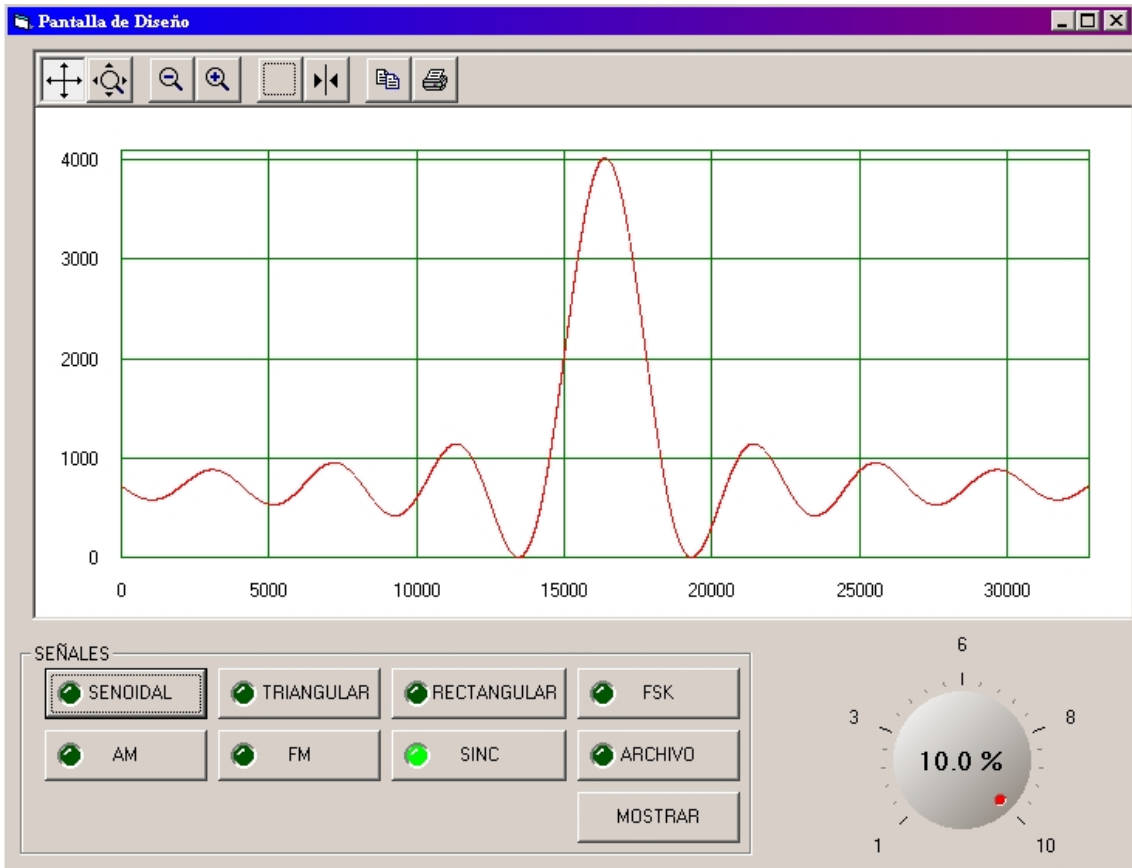 Pantalla de Diseño
4000
3000
2000
1000
0
0 5000 10000 15000 20000 25000 30000
SEÑALES
SENOIDAL TRIANGULAR RECTANGULAR FSK
AM FM SINC ARCHIVO
MOSTRAR
6
3 8
10.0 %
1 10